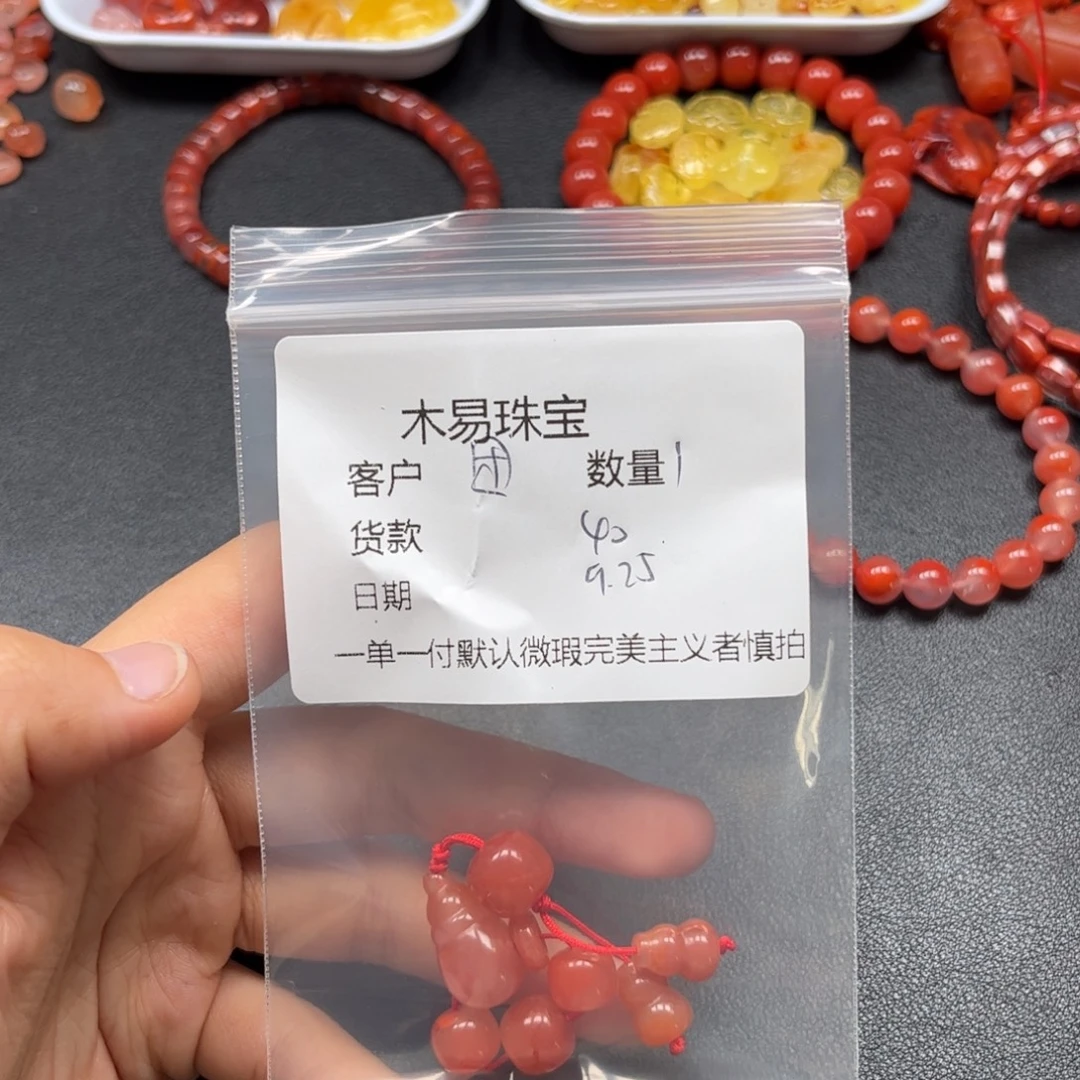 木易珠宝
客户 团 数量 1
货款 40
9.25
日期
一单一付默认微瑕完美主义者慎拍